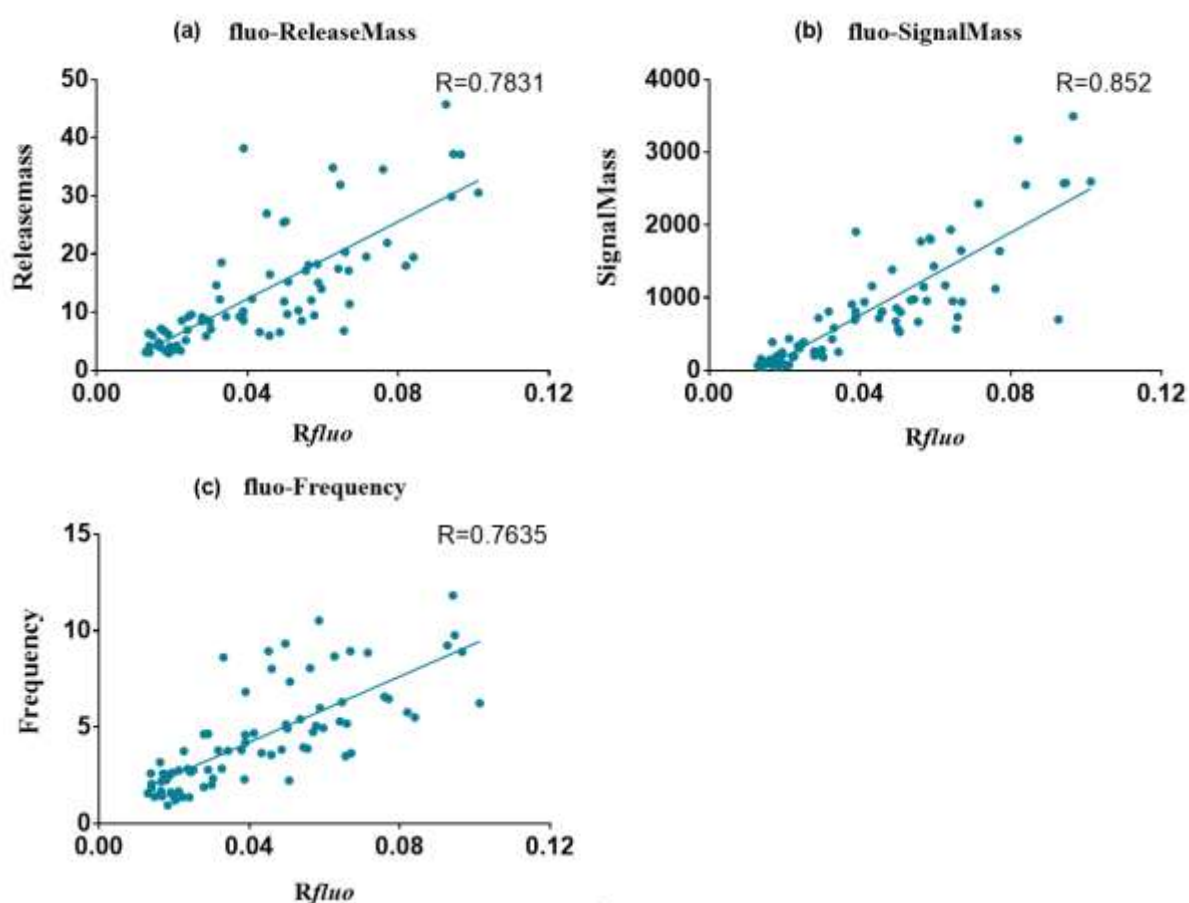 (a) fluo-ReleaseMass
R=0.7831
50
40
30
20
10
0
Releasemass
0.00 0.04 0.08 0.12
Rfluo
(b) fluo-SignalMass
R=0.852
4000
3000
2000
1000
0
SignalMass
0.00 0.04 0.08 0.12
Rfluo
(c) fluo-Frequency
R=0.7635
15
10
5
0
Frequency
0.00 0.04 0.08 0.12
Rfluo